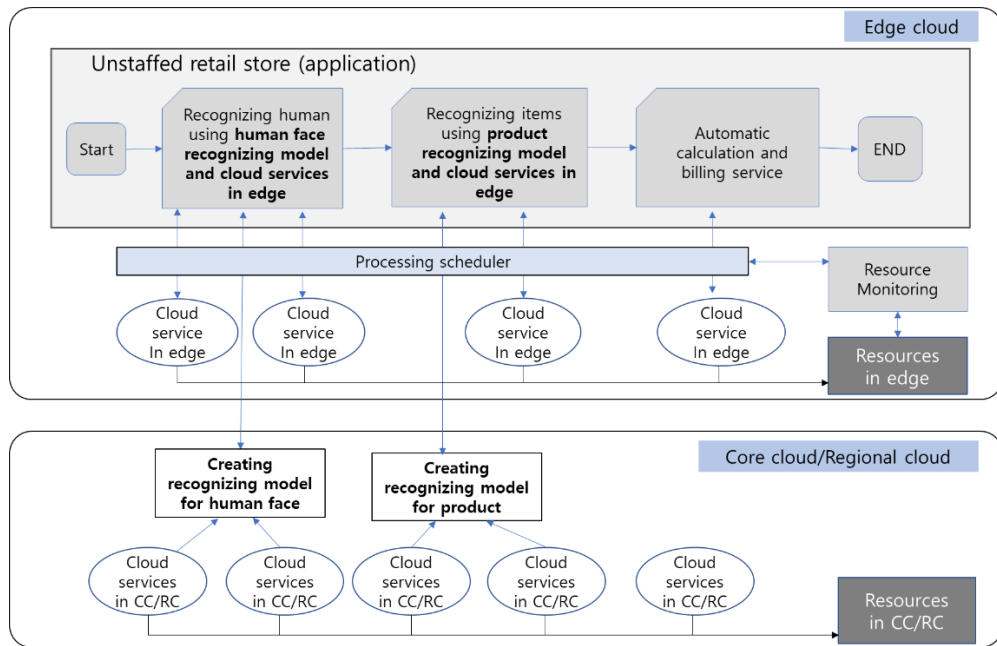 Edge cloud
Unstaffed retail store (application)
Start
Recognizing human
using human face
recognizing model
and cloud services
in edge
Recognizing items
using product
recognizing model
and cloud services in
edge
Automatic
calculation and
billing service
END
Processing scheduler
Resource
Monitoring
Cloud
service
In edge
Cloud
service
In edge
Cloud
service
In edge
Cloud
service
In edge
Resources
in edge
Core cloud/Regional cloud
Creating
recognizing model
for human face
Creating
recognizing model
for product
Cloud
services
in CC/RC
Cloud
services
in CC/RC
Cloud
services
in CC/RC
Cloud
services
in CC/RC
Cloud
services
in CC/RC
Resources
in CC/RC